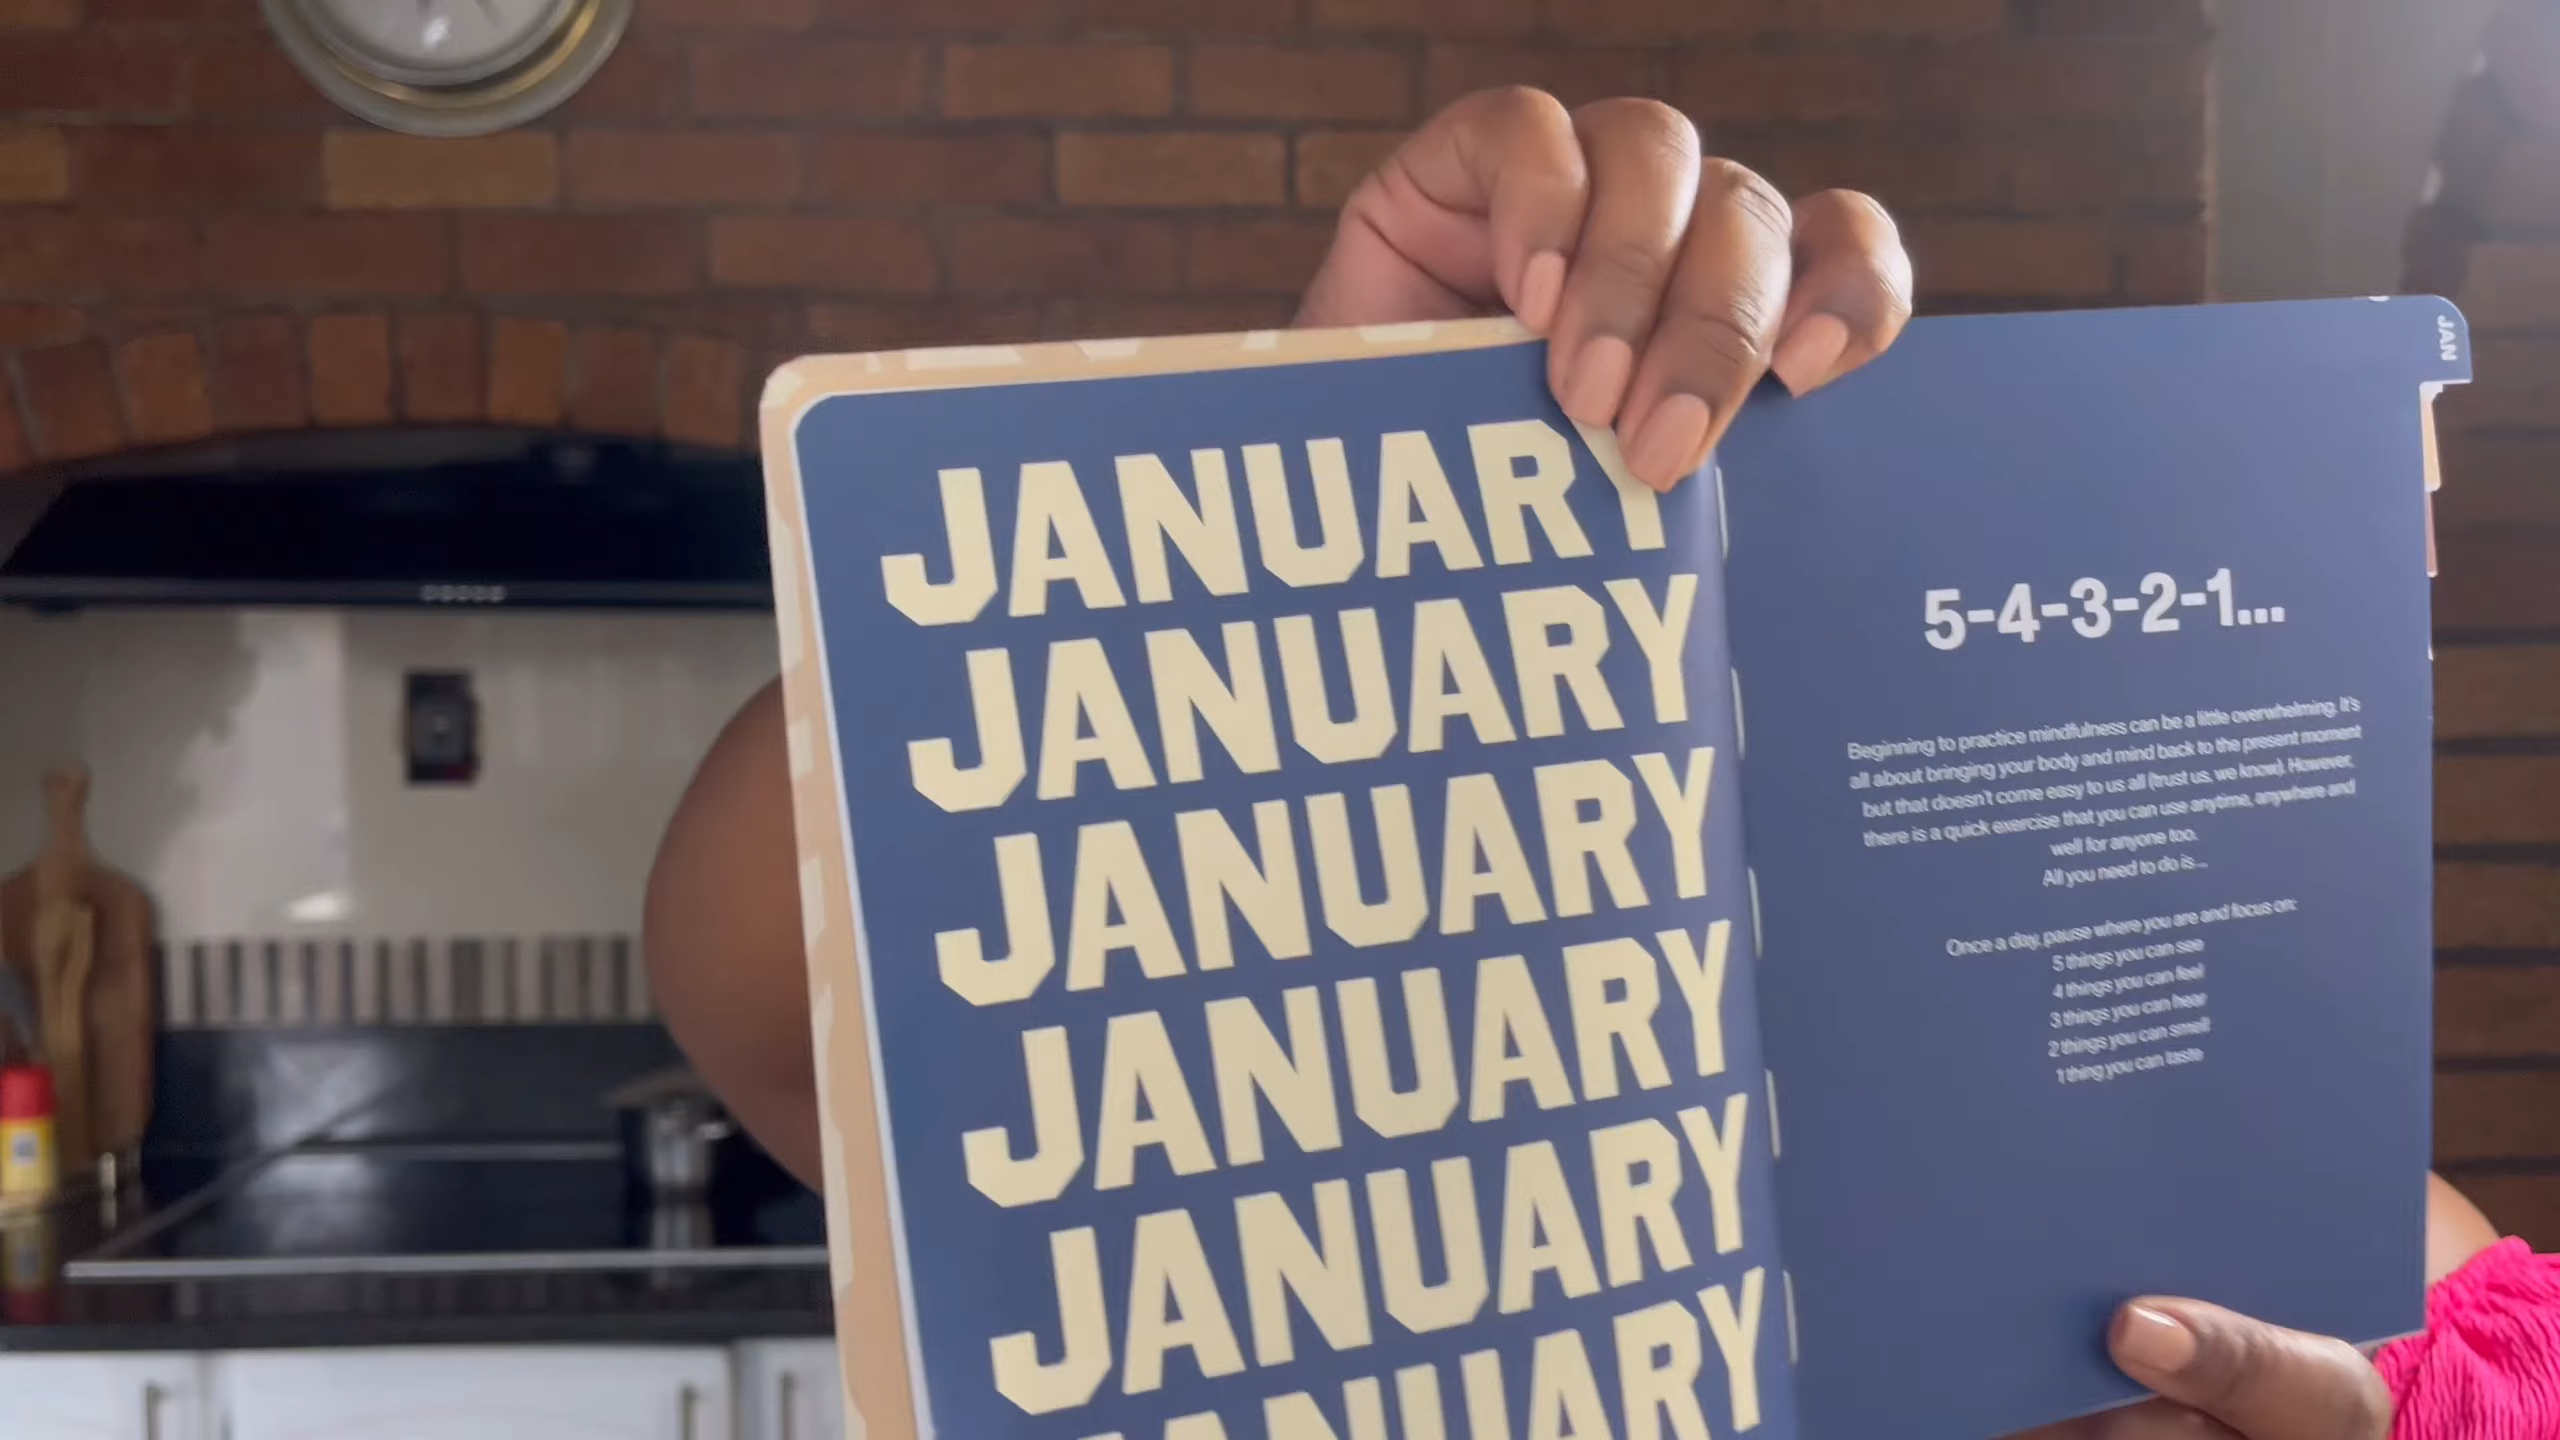 JANUARY
JANUARY
JANUARY
JANUARY
JANUARY
JANUARY
JAN
5-4-3-2-1...
Beginning to practice mindfulness can be a little overwhelming. It's
all about bringing your body and mind back to the present moment
but that doesn't come easy to us all (trust us, we know). However,
there is a quick exercise that you can use anytime, anywhere and
well for anyone too.
All you need to do is...
Once a day, pause where you are and focus on:
5 things you can see
4 things you can feel
3 things you can hear
2 things you can smell
1 thing you can taste